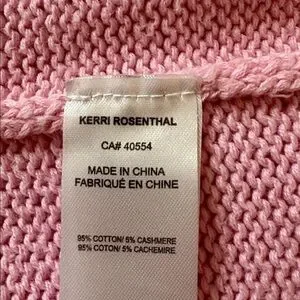 KERRI ROSENTHAL
CA# 40554
MADE IN CHINA
FABRIQUÉ EN CHINE
95% COTTON/ 5% CASHMERE
95% COTON/ 5% CACHEMIRE